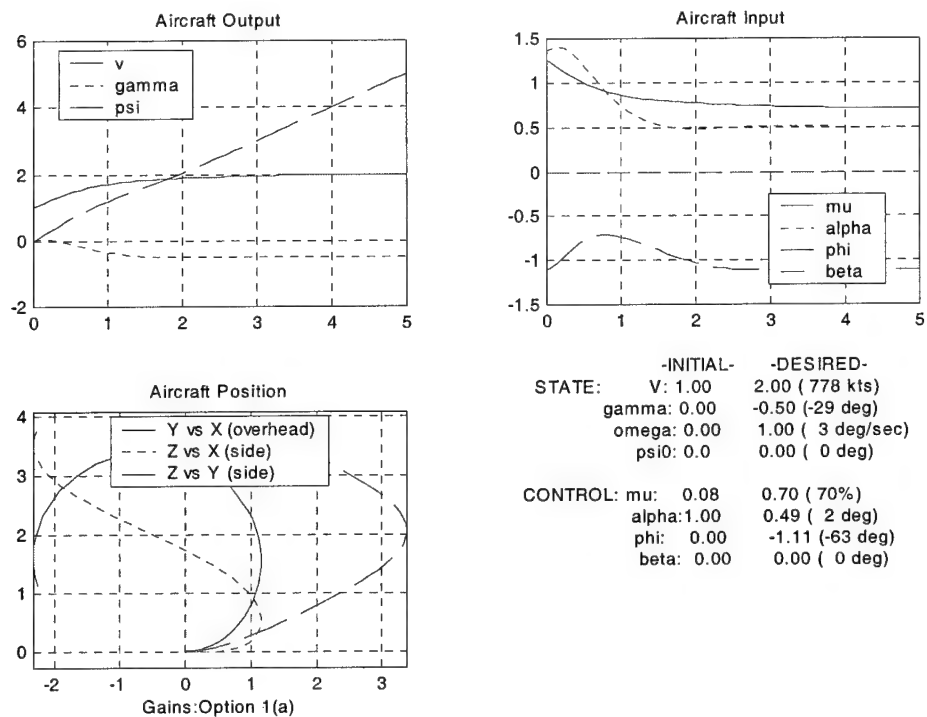 Aircraft Output
6
4
2
0
-2
0 1 2 3 4 5
v
gamma
psi
Aircraft Input
1.5
1
0.5
0
-0.5
-1
-1.5
0 1 2 3 4 5
mu
alpha
phi
beta
Aircraft Position
4
3
2
1
0
-2 -1 0 1 2 3
Y vs X (overhead)
Z vs X (side)
Z vs Y (side)
Gains:Option 1(a)
-INITIAL- -DESIRED-
STATE: V: 1.00 2.00 ( 778 kts)
gamma: 0.00 -0.50 (-29 deg)
omega: 0.00 1.00 ( 3 deg/sec)
psi0: 0.0 0.00 ( 0 deg)
CONTROL: mu: 0.08 0.70 ( 70%)
alpha:1.00 0.49 ( 2 deg)
phi: 0.00 -1.11 (-63 deg)
beta: 0.00 0.00 ( 0 deg)